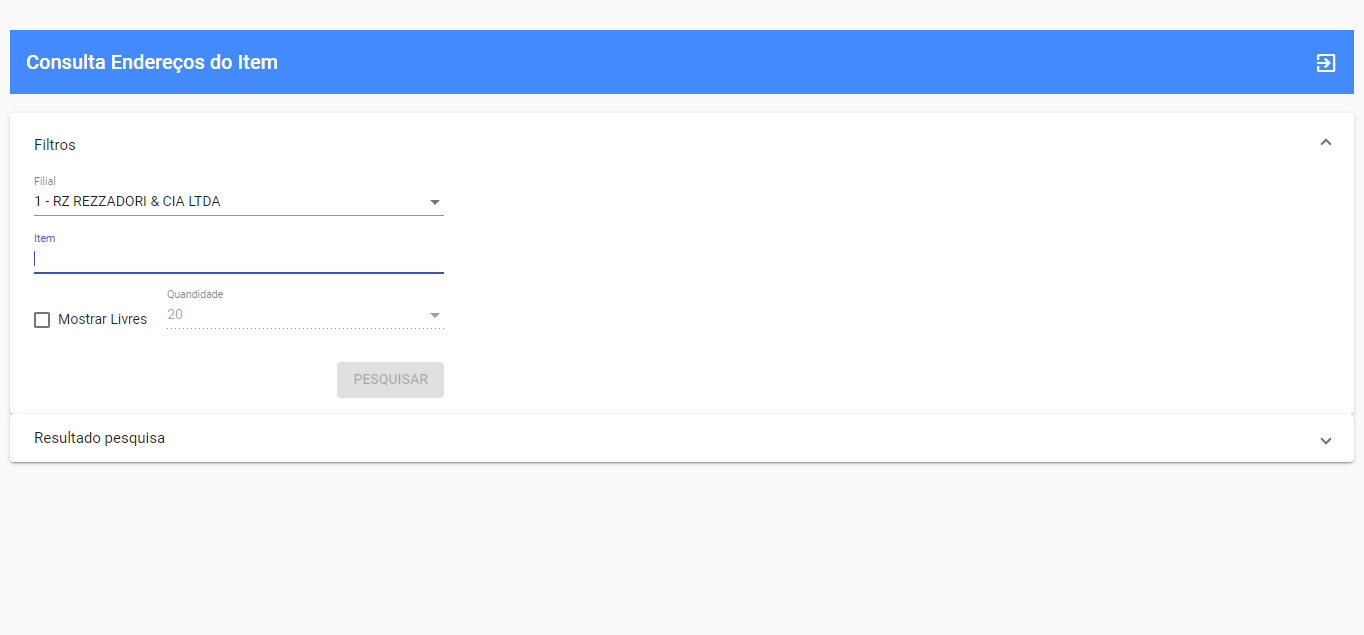 Consulta Endereços do Item
Filtros
Filial
1 - RZ REZZADORI & CIA LTDA
Item
Quandidade
20
Mostrar Livres
PESQUISAR
Resultado pesquisa